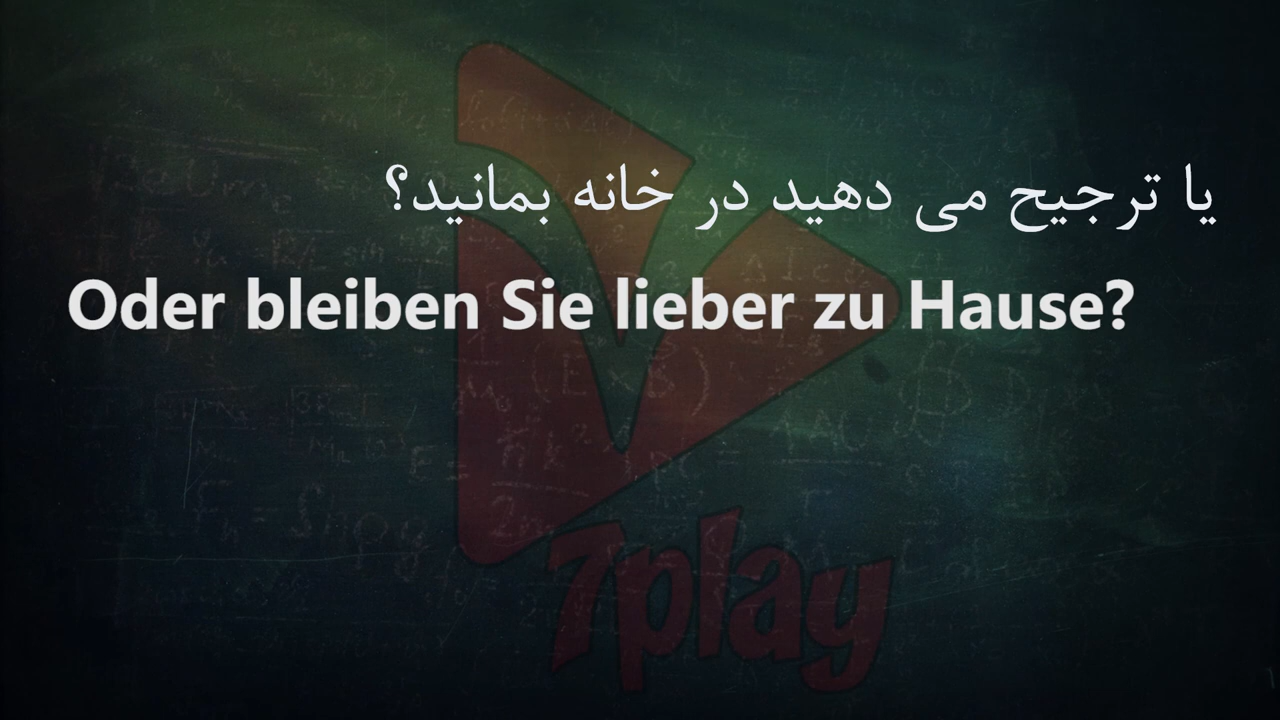 یا ترجیح می دهید در خانه بمانید؟
Oder bleiben Sie lieber zu Hause?
7play